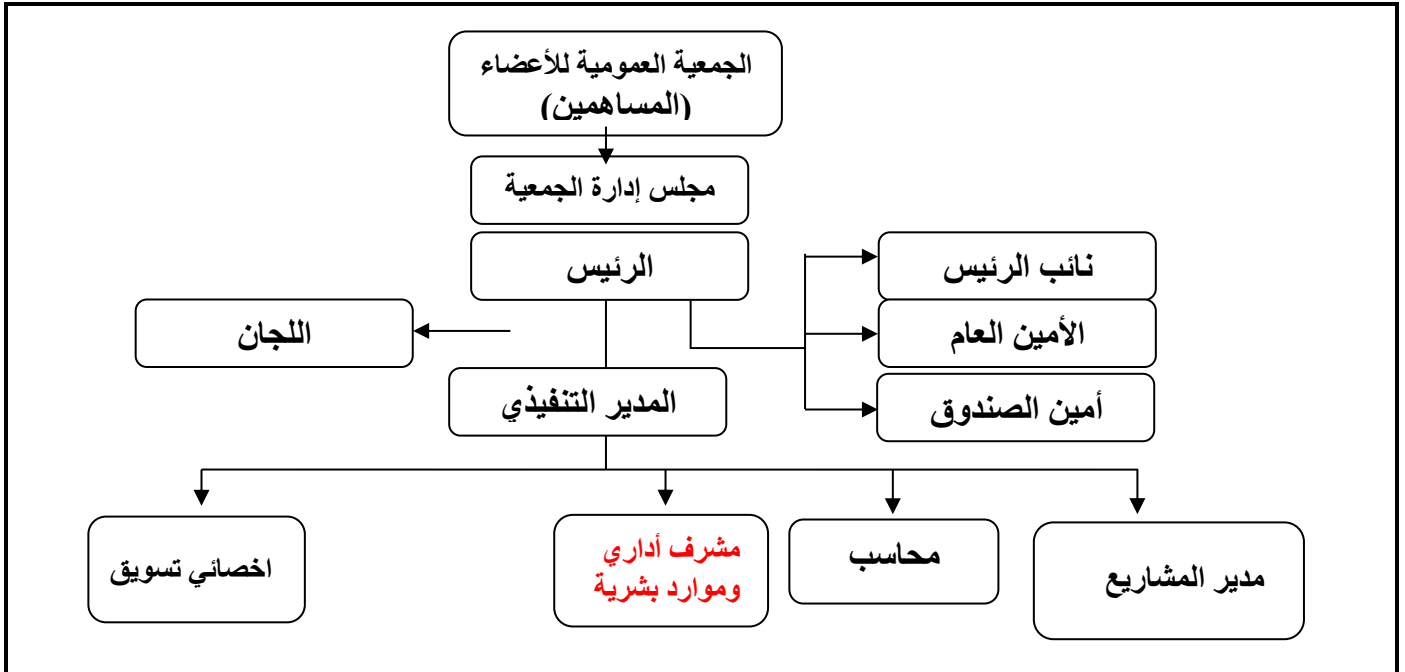 الجمعية العمومية للأعضاء
(المساهمين)
مجلس إدارة الجمعية
الرئيس
نائب الرئيس
الأمين العام
اللجان
المدير التنفيذي
أمين الصندوق
مدير المشاريع
محاسب
مشرف أداري
وموارد بشرية
اخصائي تسويق